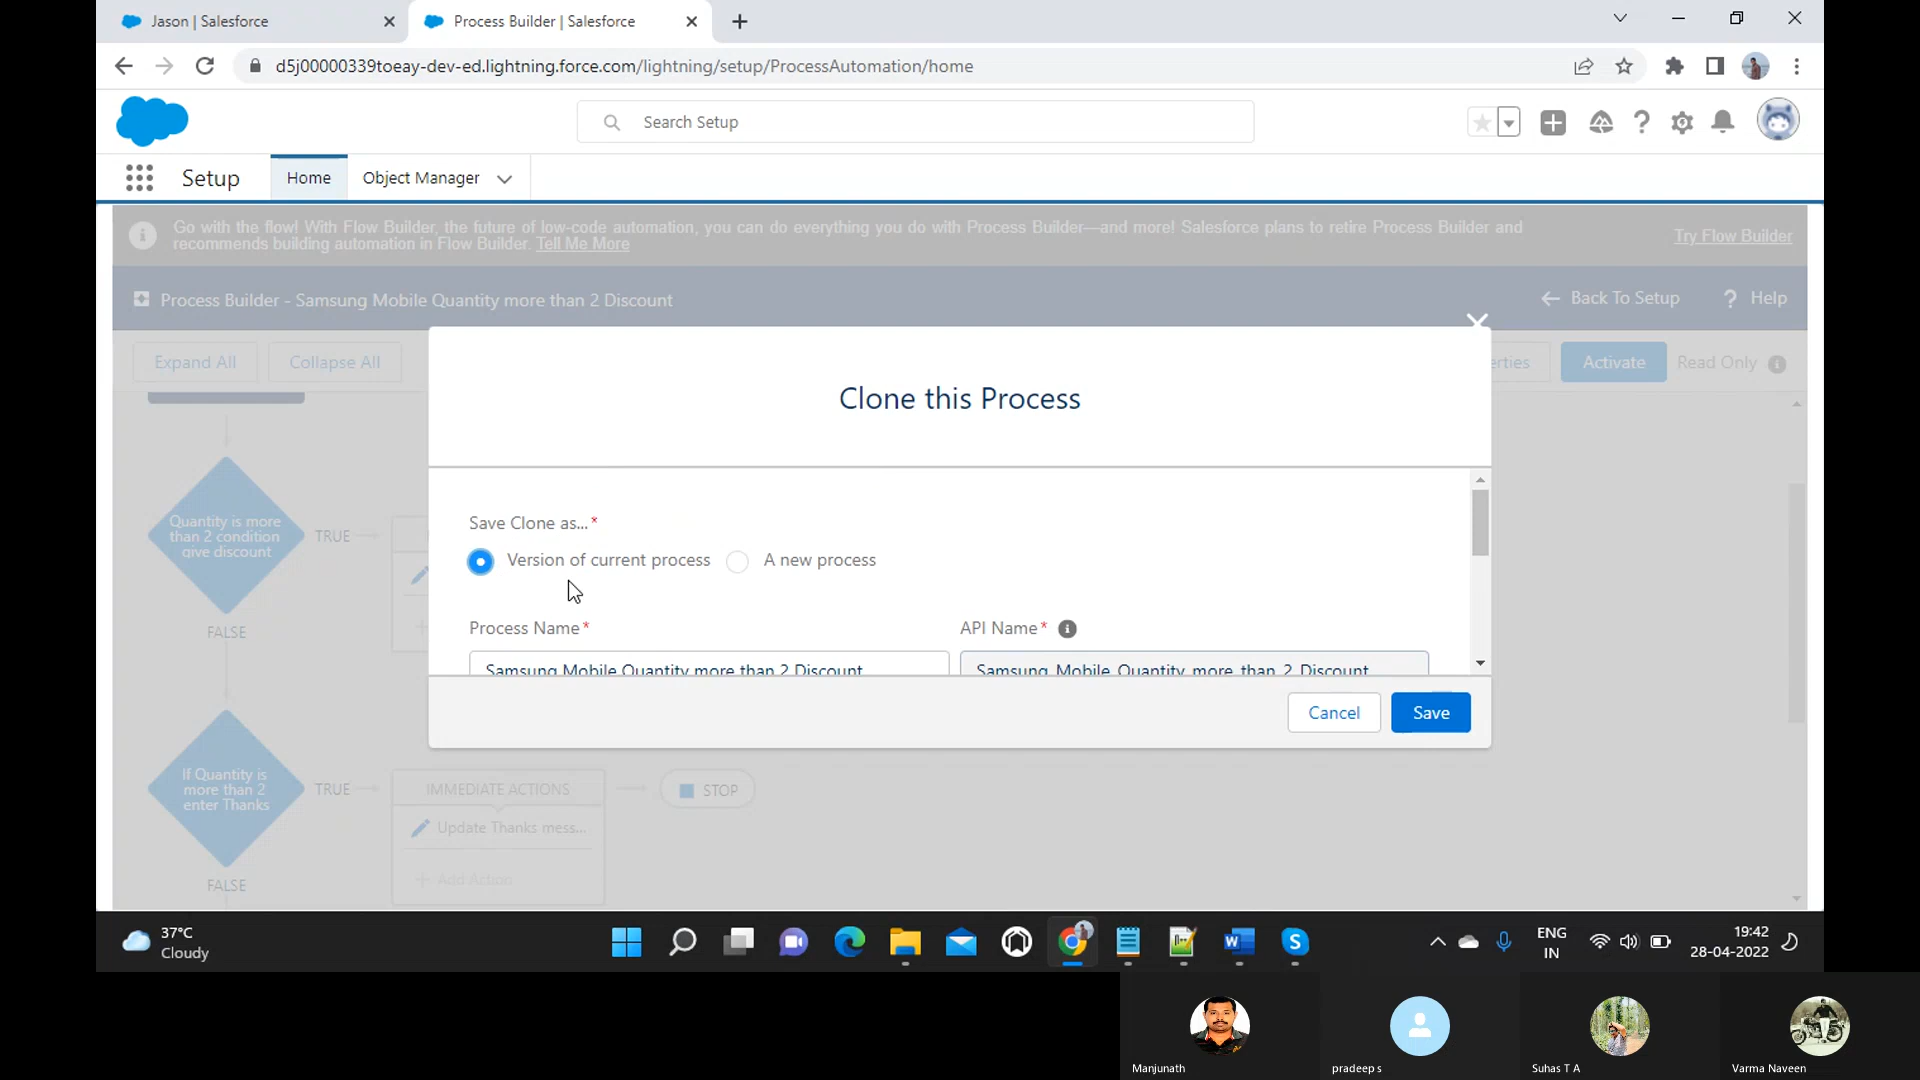 Jason | Salesforce
Process Builder | Salesforce
d5j00000339toeay-dev-ed.lightning.force.com/lightning/setup/ProcessAutomation/home
Search Setup
Setup
Home
Object Manager
Go with the flow! With Flow Builder, the future of low-code automation, you can do everything you do with Process Builder—and more! Salesforce plans to retire Process Builder and
recommends building automation in Flow Builder. Tell Me More
Try Flow Builder
Process Builder - Samsung Mobile Quantity more than 2 Discount
Back To Setup
? Help
Expand All
Collapse All
erties
Activate
Read Only
Clone this Process
Save Clone as...*
Version of current process
A new process
Process Name*
API Name*
Samsung Mobile Quantity more than 2 Discount
Samsung_Mobile_Quantity_more_than_2_Discount
Cancel
Save
Quantity is more
than 2 condition
give discount
TRUE
FALSE
If Quantity is
more than 2
enter Thanks
TRUE
IMMEDIATE ACTIONS
STOP
Update Thanks mess...
+ Add Action
FALSE
37°C
Cloudy
ENG
IN
19:42
28-04-2022
Manjunath
pradeep s
Suhas T A
Varma Naveen